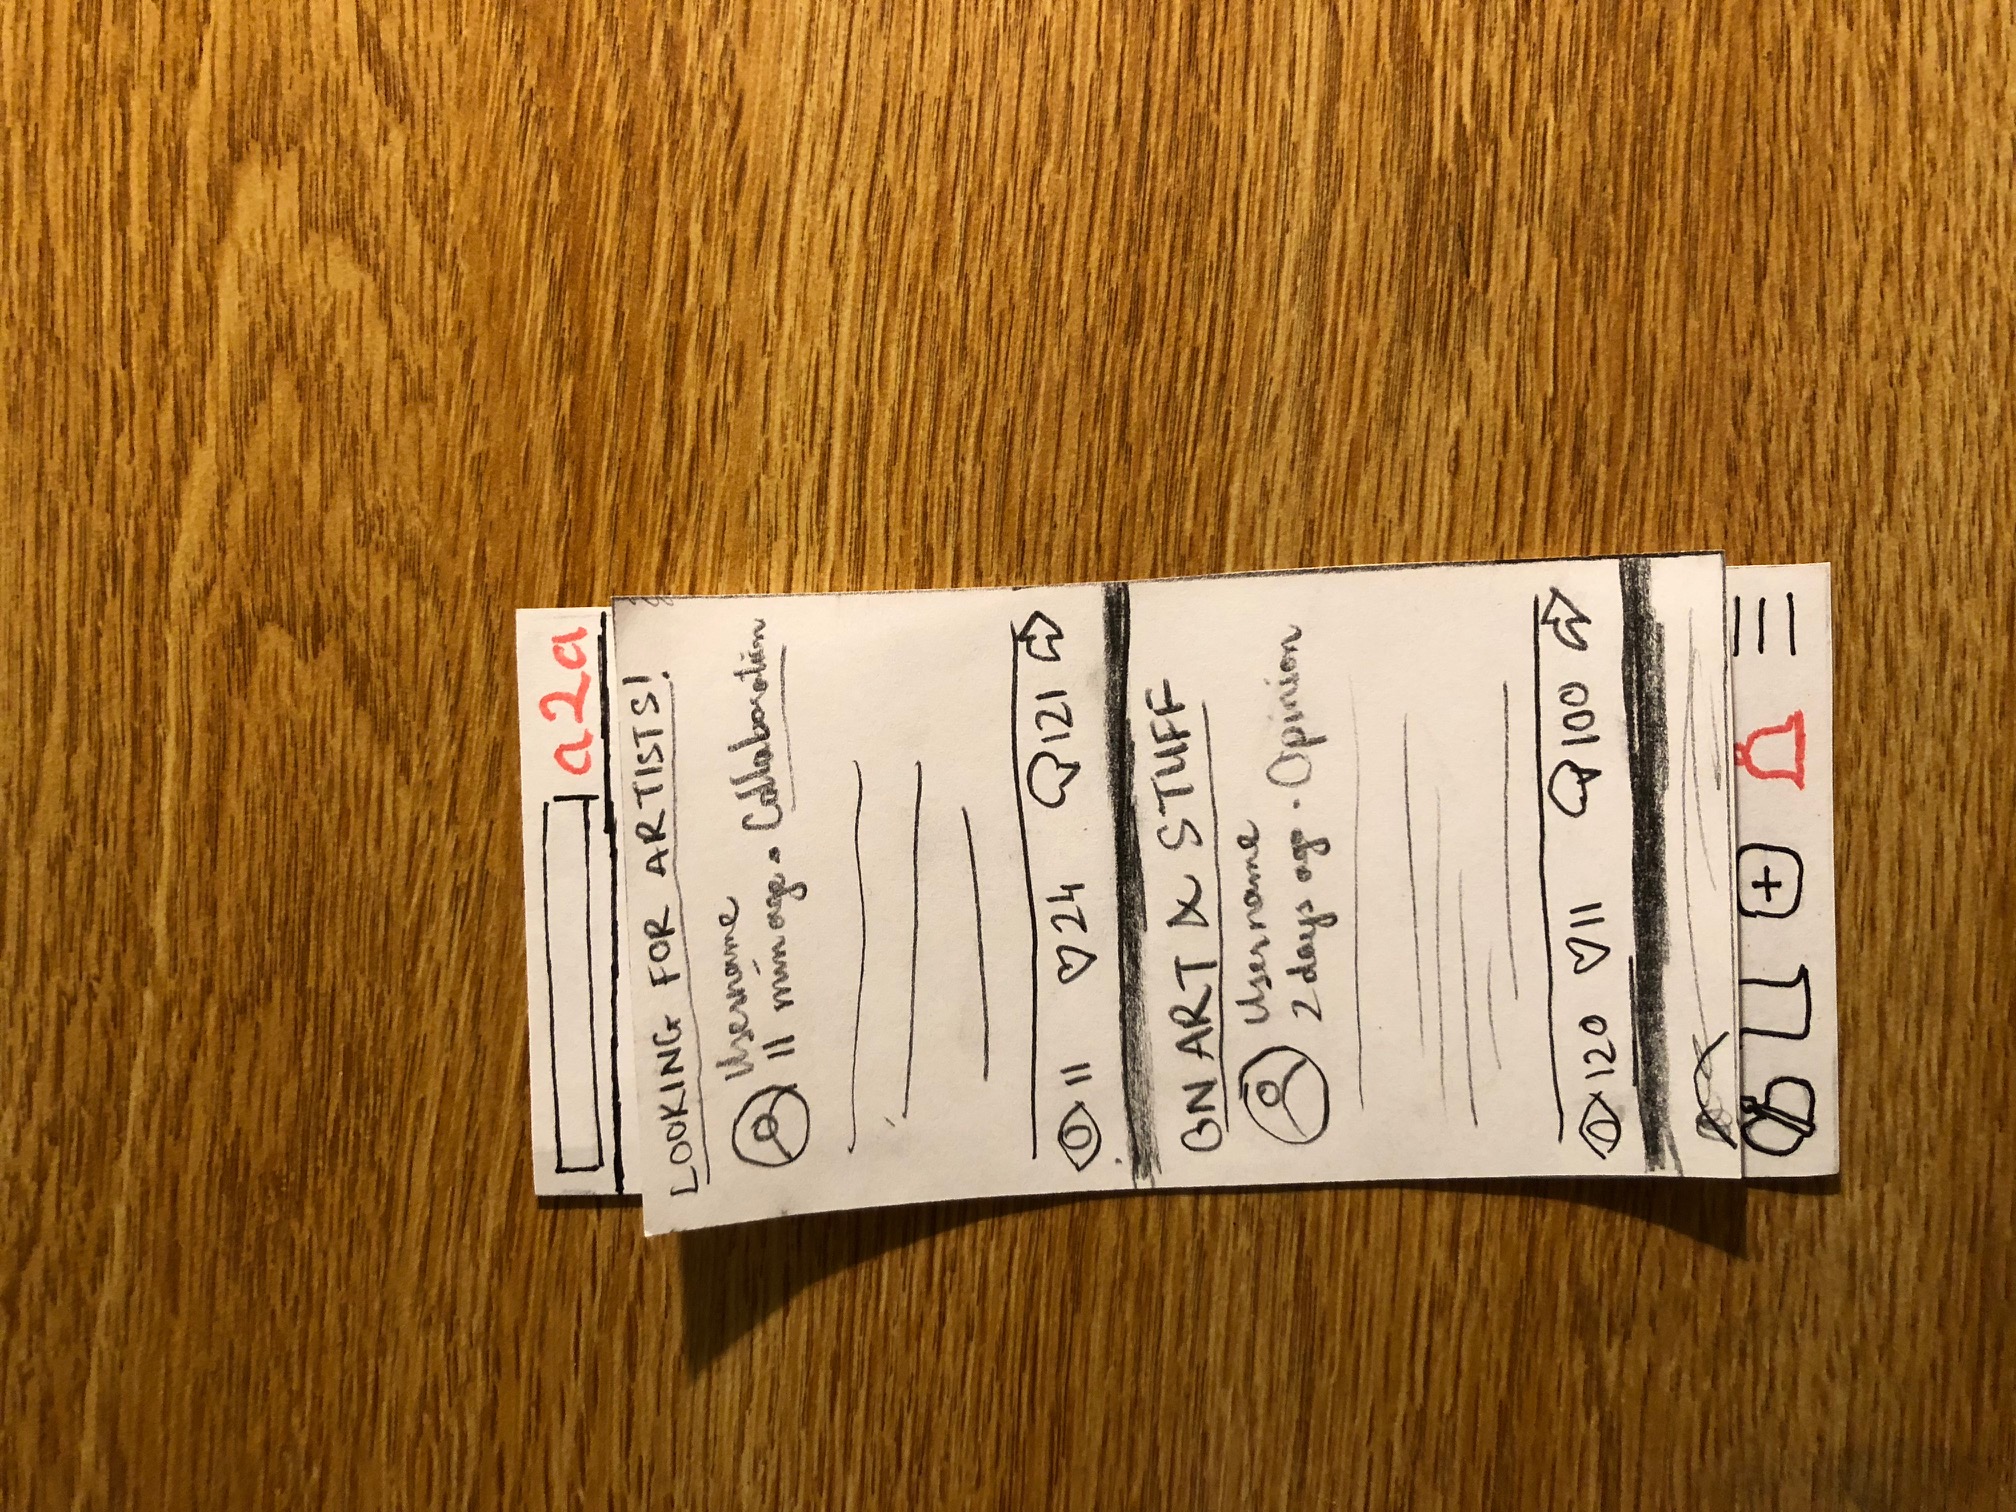 a2a
LOOKING FOR ARTISTS!
Username
11 min ago • Collaboration
11 24 121
ON ART & STUFF
Username
2 days ago • Opinion
120 11 100